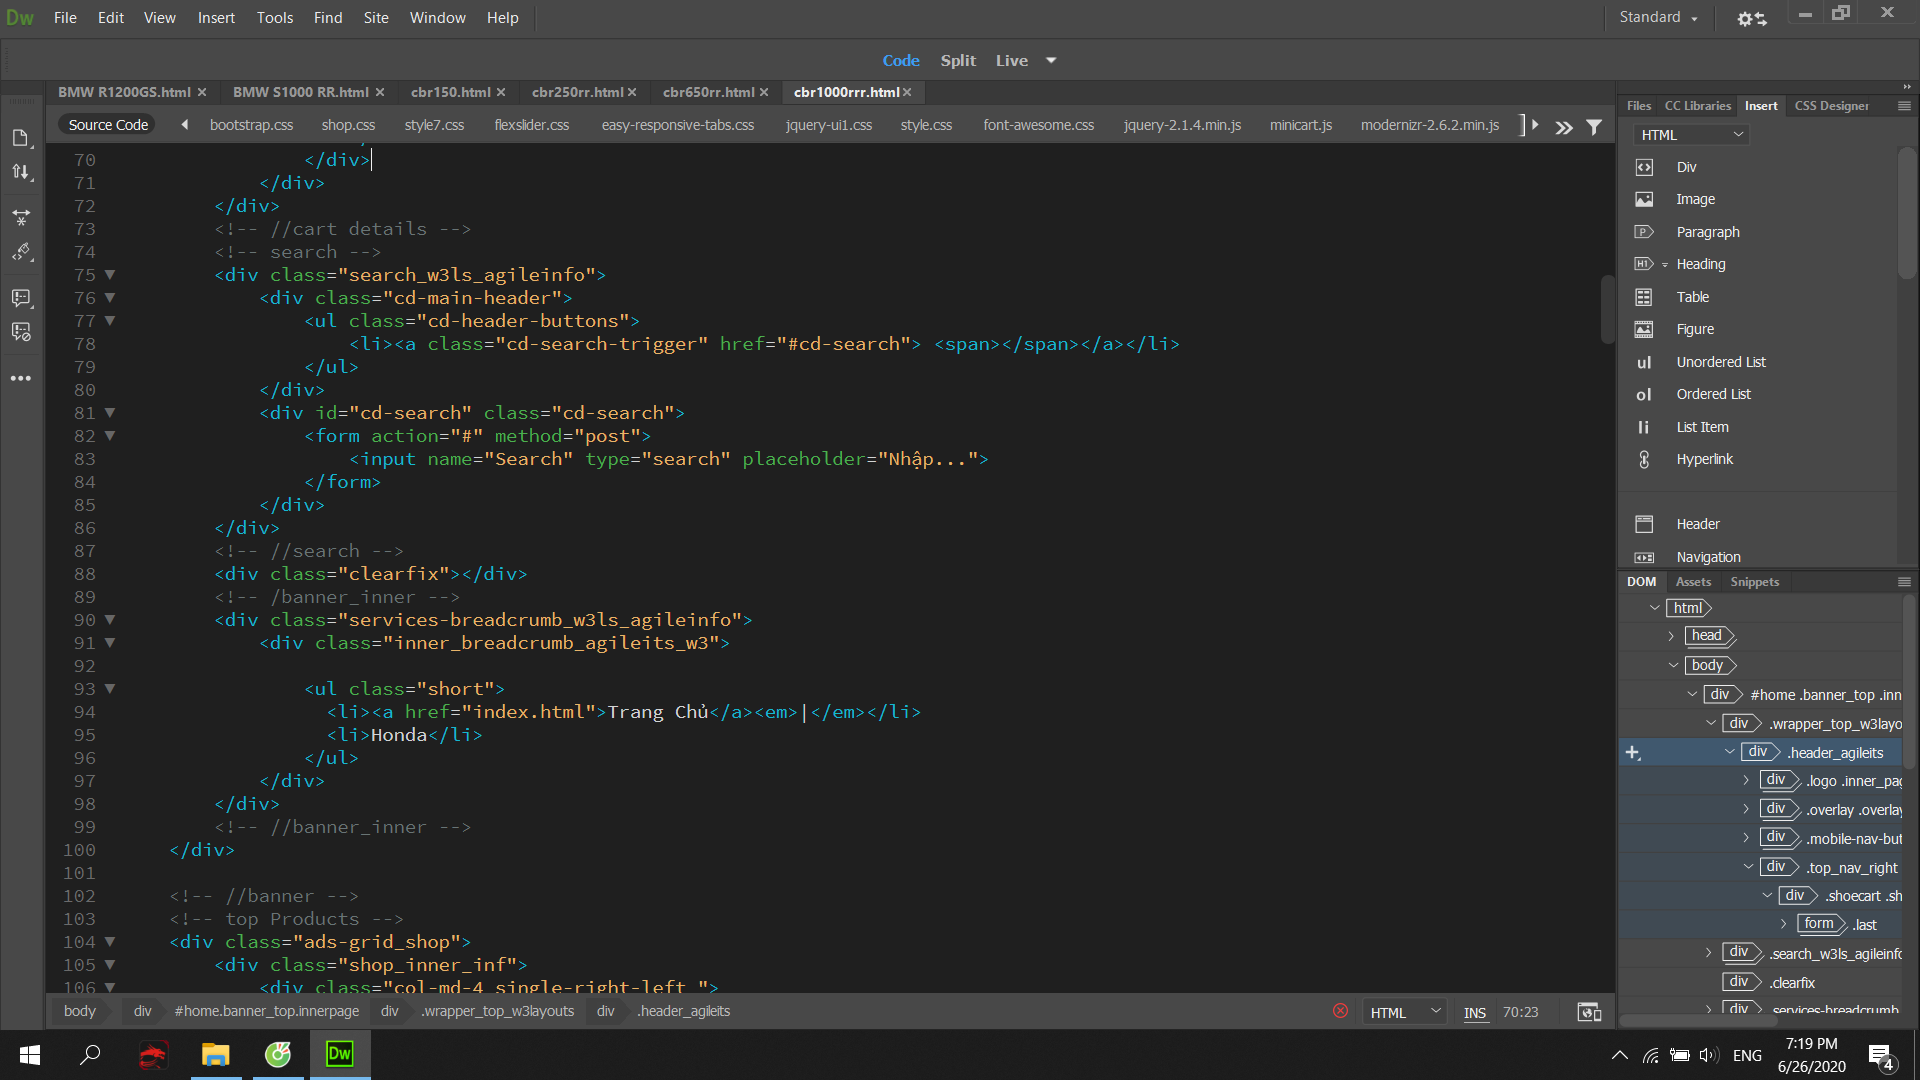 Dw File Edit View Insert Tools Find Site Window Help Standard
Code Split Live
BMW R1200GS.html BMW S1000 RR.html cbr150.html cbr250rr.html cbr650rr.html cbr1000rrr.html
Source Code bootstrap.css shop.css style7.css flexslider.css easy-responsive-tabs.css jquery-ui1.css style.css font-awesome.css jquery-2.1.4.min.js minicart.js modernizr-2.6.2.min.js
70 </div>
71 </div>
72 </div>
73 <!-- //cart details -->
74 <!-- search -->
75 <div class="search_w3ls_agileinfo">
76 <div class="cd-main-header">
77 <ul class="cd-header-buttons">
78 <li><a class="cd-search-trigger" href="#cd-search"> <span></span></a></li>
79 </ul>
80 </div>
81 <div id="cd-search" class="cd-search">
82 <form action="#" method="post">
83 <input name="Search" type="search" placeholder="Nhập...">
84 </form>
85 </div>
86 </div>
87 <!-- //search -->
88 <div class="clearfix"></div>
89 <!-- /banner_inner -->
90 <div class="services-breadcrumb_w3ls_agileinfo">
91 <div class="inner_breadcrumb_agileits_w3">
92
93 <ul class="short">
94 <li><a href="index.html">Trang Chủ</a><em>|</em></li>
95 <li>Honda</li>
96 </ul>
97 </div>
98 </div>
99 <!-- //banner_inner -->
100 </div>
101
102 <!-- //banner -->
103 <!-- top Products -->
104 <div class="ads-grid_shop">
105 <div class="shop_inner_inf">
106 <div class="col-md-4 single-right-left ">
body div #home.banner_top.innerpage div .wrapper_top_w3layouts div .header_agileits HTML INS 70:23
Files CC Libraries Insert CSS Designer
HTML
Div
Image
Paragraph
H1 Heading
Table
Figure
ul Unordered List
ol Ordered List
li List Item
Hyperlink
Header
Navigation
DOM Assets Snippets
html
head
body
div #home .banner_top .inn
div .wrapper_top_w3layo
div .header_agileits
div .logo .inner_pag
div .overlay .overlay
div .mobile-nav-but
div .top_nav_right
div .shoecart .sh
form .last
div .search_w3ls_agileinfo
div .clearfix
div .services-breadcrumb
Dw ENG 7:19 PM
6/26/2020 4